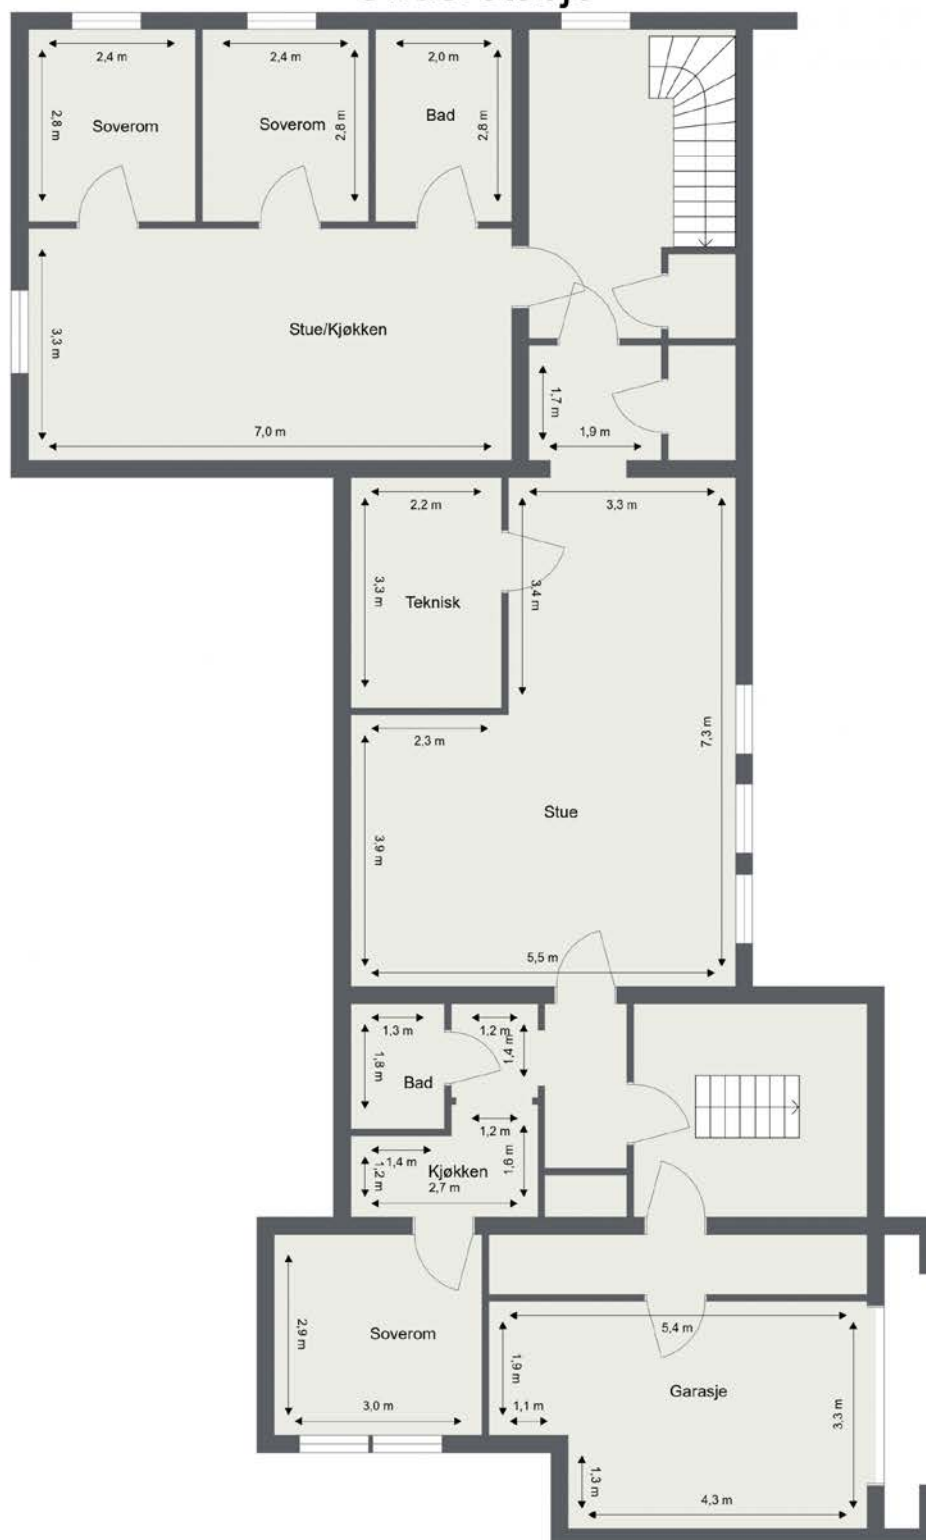 2,4 m
2,4 m
2,0 m
2,8 m
Soverom
Soverom
2,8 m
Bad
2,8 m
3,3 m
Stue/Kjøkken
7,0 m
1,7 m
1,9 m
2,2 m
3,3 m
3,3 m
Teknisk
3,4 m
2,3 m
7,3 m
3,9 m
Stue
5,5 m
1,3 m
1,2 m
1,8 m
Bad
1,4 m
1,2 m
1,4 m
1,2 m
Kjøkken
1,6 m
2,7 m
2,9 m
Soverom
3,0 m
5,4 m
1,9 m
Garasje
1,1 m
3,3 m
1,3 m
4,3 m